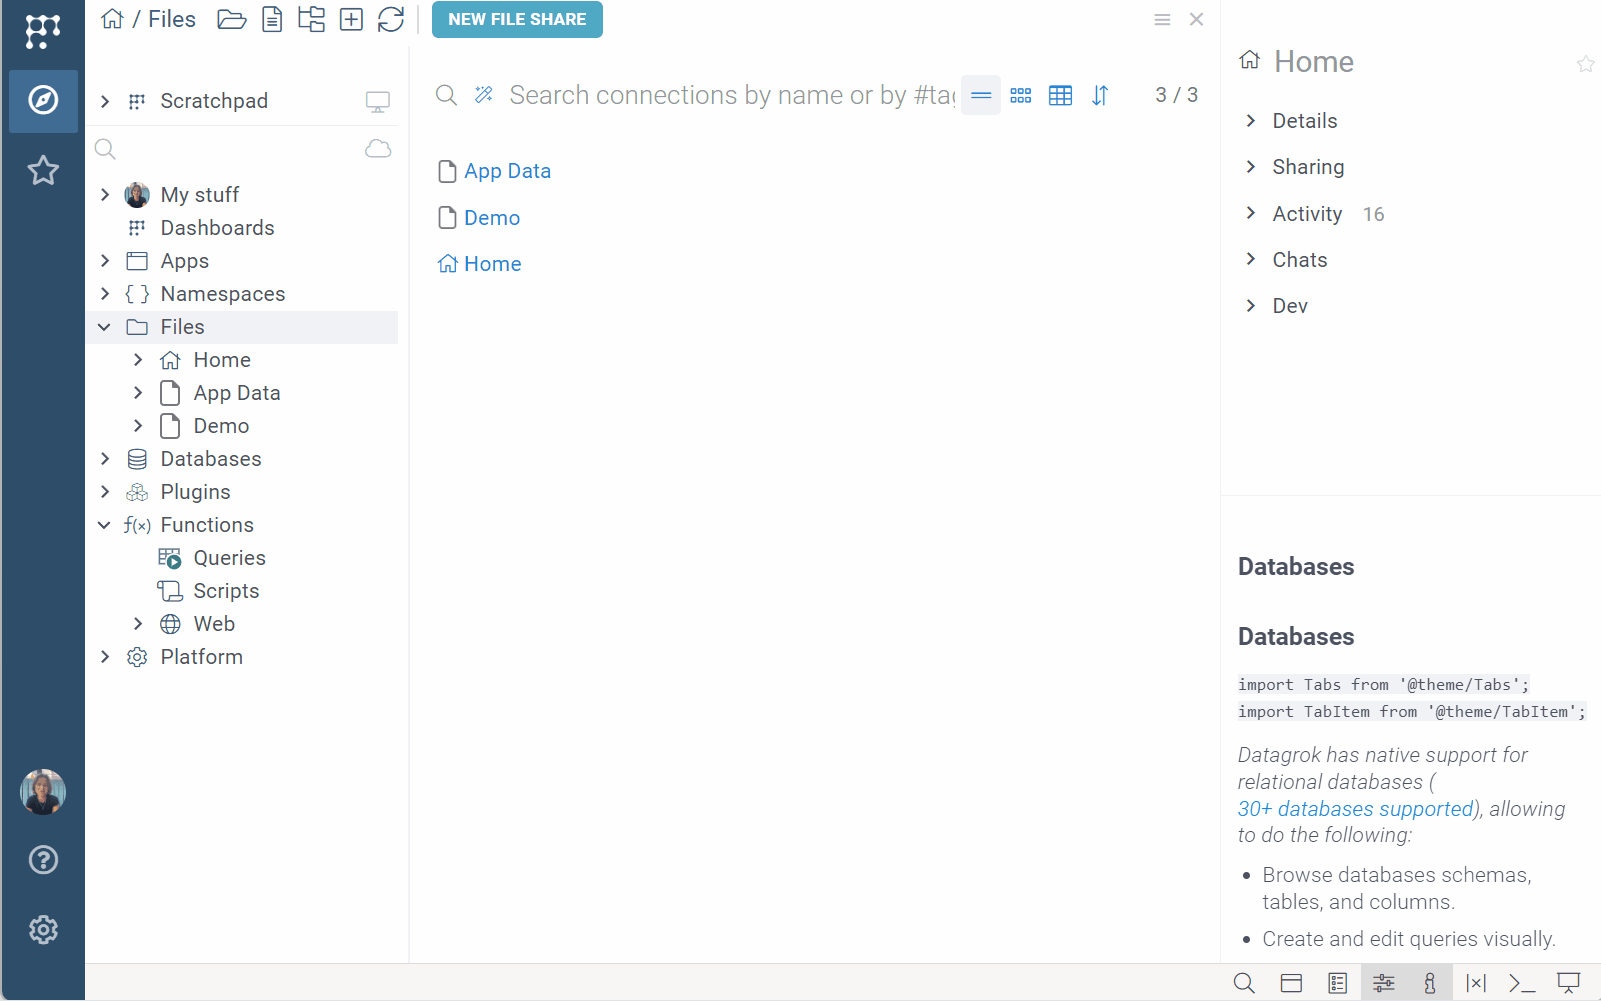 / Files
NEW FILE SHARE
Scratchpad
My stuff
Dashboards
Apps
{ } Namespaces
Files
Home
App Data
Demo
Databases
Plugins
f(x) Functions
Queries
Scripts
Web
Platform
Search connections by name or by #tag
3 / 3
App Data
Demo
Home
Home
Details
Sharing
Activity 16
Chats
Dev
Databases
Databases
import Tabs from '@theme/Tabs';
import TabItem from '@theme/TabItem';
Datagrok has native support for
relational databases (
30+ databases supported), allowing
to do the following:
• Browse databases schemas,
tables, and columns.
• Create and edit queries visually.